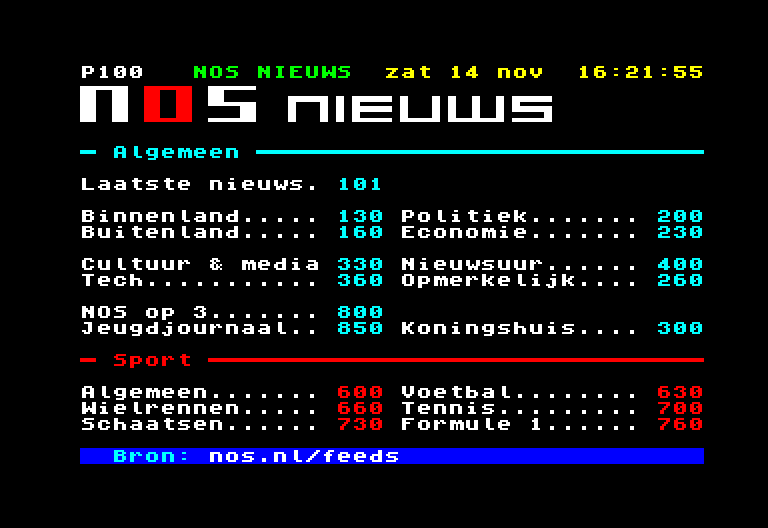 P100 NOS NIEUWS zat 14 nov 16:21:55
NOS NIEUWS
Algemeen
Laatste nieuws. 101
Binnenland..... 130 Politiek....... 200
Buitenland..... 160 Economie....... 230
Cultuur & media 330 Nieuwsuur...... 400
Tech........... 360 Opmerkelijk.... 260
NOS op 3....... 800
Jeugdjournaal.. 850 Koningshuis.... 300
Sport
Algemeen....... 600 Voetbal........ 630
Wielrennen..... 660 Tennis......... 700
Schaatsen...... 730 Formule 1...... 760
Bron: nos.nl/feeds